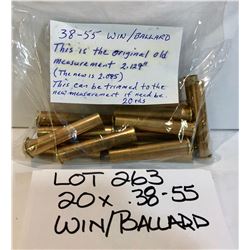 38-55 WIN/BALLARD
This is the original old
measurement 2.129"
(The new is 2.085)
This can be trimmed to the
new measurement if need be.
20 rds
LOT 263
20 X .38-55
WIN/BALLARD